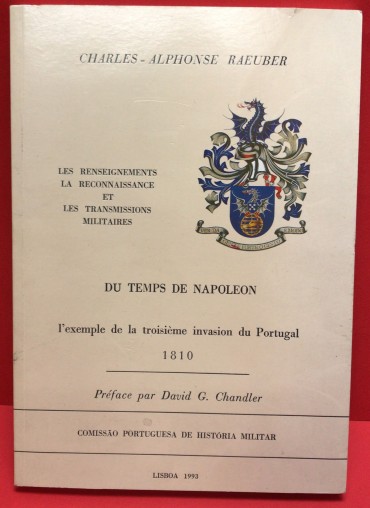 CHARLES - ALPHONSE RAEUBER
LES RENSEIGNEMENTS
LA RECONNAISSANCE
ET
LES TRANSMISSIONS
MILITAIRES
DU TEMPS DE NAPOLEON
l'exemple de la troisième invasion du Portugal
1810
Préface par David G. Chandler
COMISSÃO PORTUGUESA DE HISTÓRIA MILITAR
LISBOA 1993